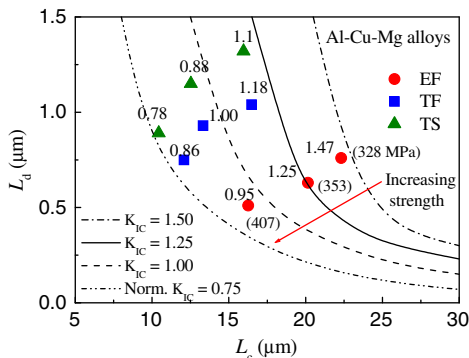 1.5
1.0
0.5
0.0
L_d (μm)
Al-Cu-Mg alloys
EF
TF
TS
1.1
0.88
0.78
1.18
1.00
0.86
1.47
(328 MPa)
1.25
(353)
0.95
(407)
Increasing
strength
K_IC = 1.50
K_IC = 1.25
K_IC = 1.00
Norm. K_IC = 0.75
5 10 15 20 25 30
L_c (μm)